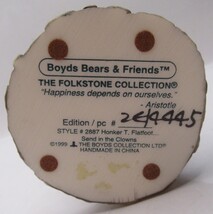 Boyds Bears & Friends™
THE FOLKSTONE COLLECTION®
"Happiness depends on ourselves."
- Aristotle
Edition / pc # 2E/4445
STYLE # 2887 Honker T. Flatfoot...
Send in the Clowns
©1999 THE BOYDS COLLECTION LTD®
HANDMADE IN CHINA